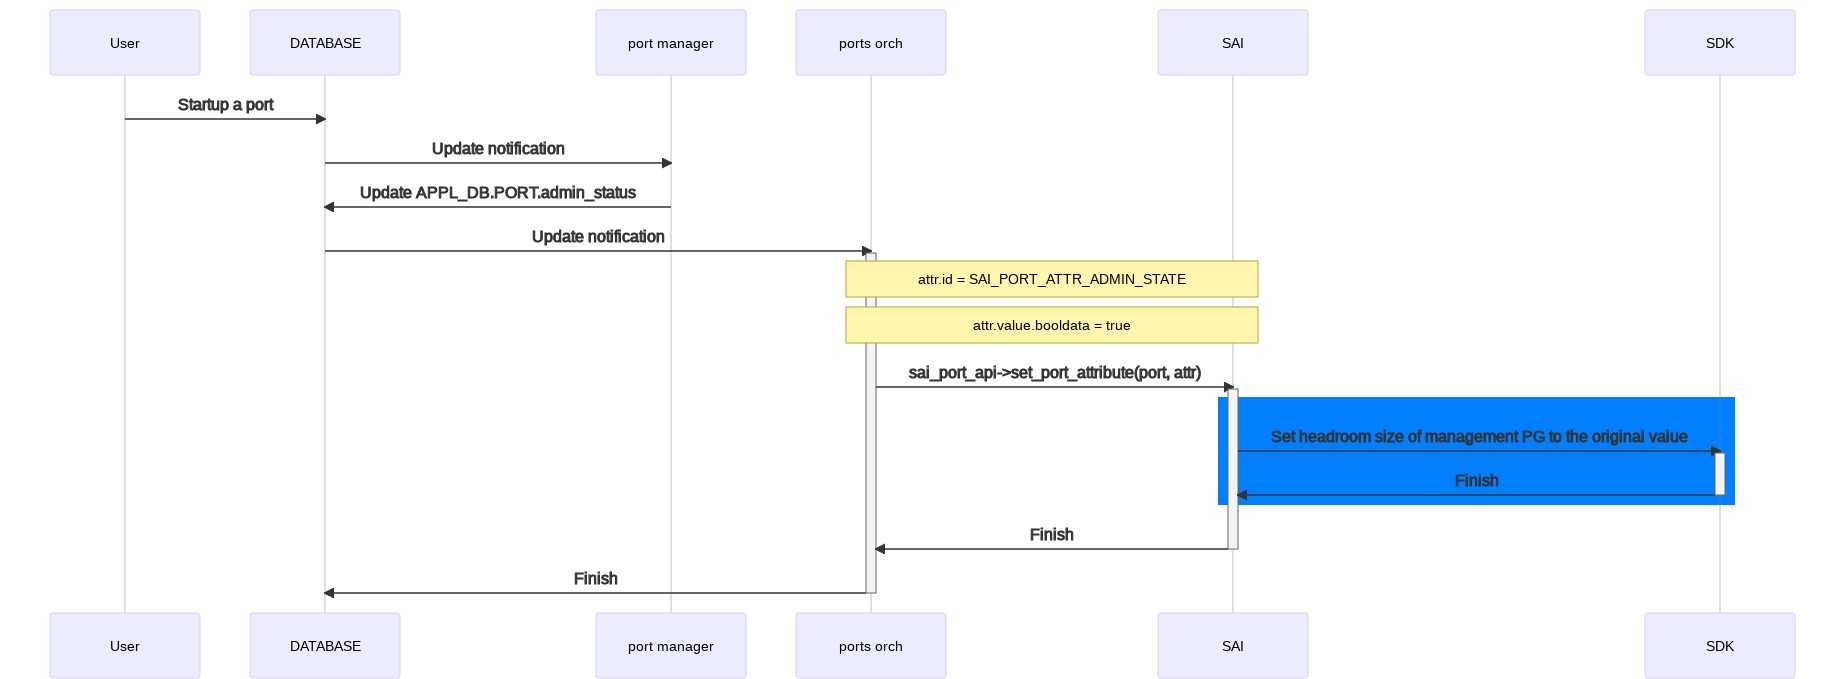 User
DATABASE
port manager
ports orch
SAI
SDK
Startup a port
Update notification
Update APPL_DB.PORT.admin_status
Update notification
attr.id = SAI_PORT_ATTR_ADMIN_STATE
attr.value.booldata = true
sai_port_api->set_port_attribute(port, attr)
Set headroom size of management PG to the original value
Finish
Finish
Finish
User
DATABASE
port manager
ports orch
SAI
SDK